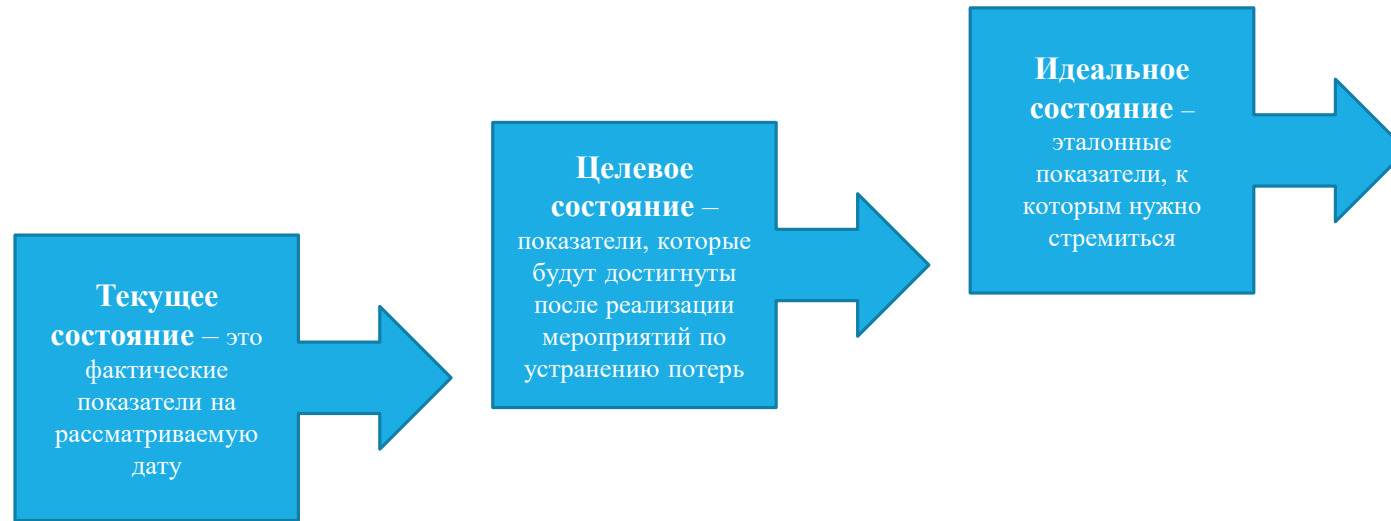 Текущее
состояние – это
фактические
показатели на
рассматриваемую
дату
Целевое
состояние –
показатели, которые
будут достигнуты
после реализации
мероприятий по
устранению потерь
Идеальное
состояние –
эталонные
показатели, к
которым нужно
стремиться